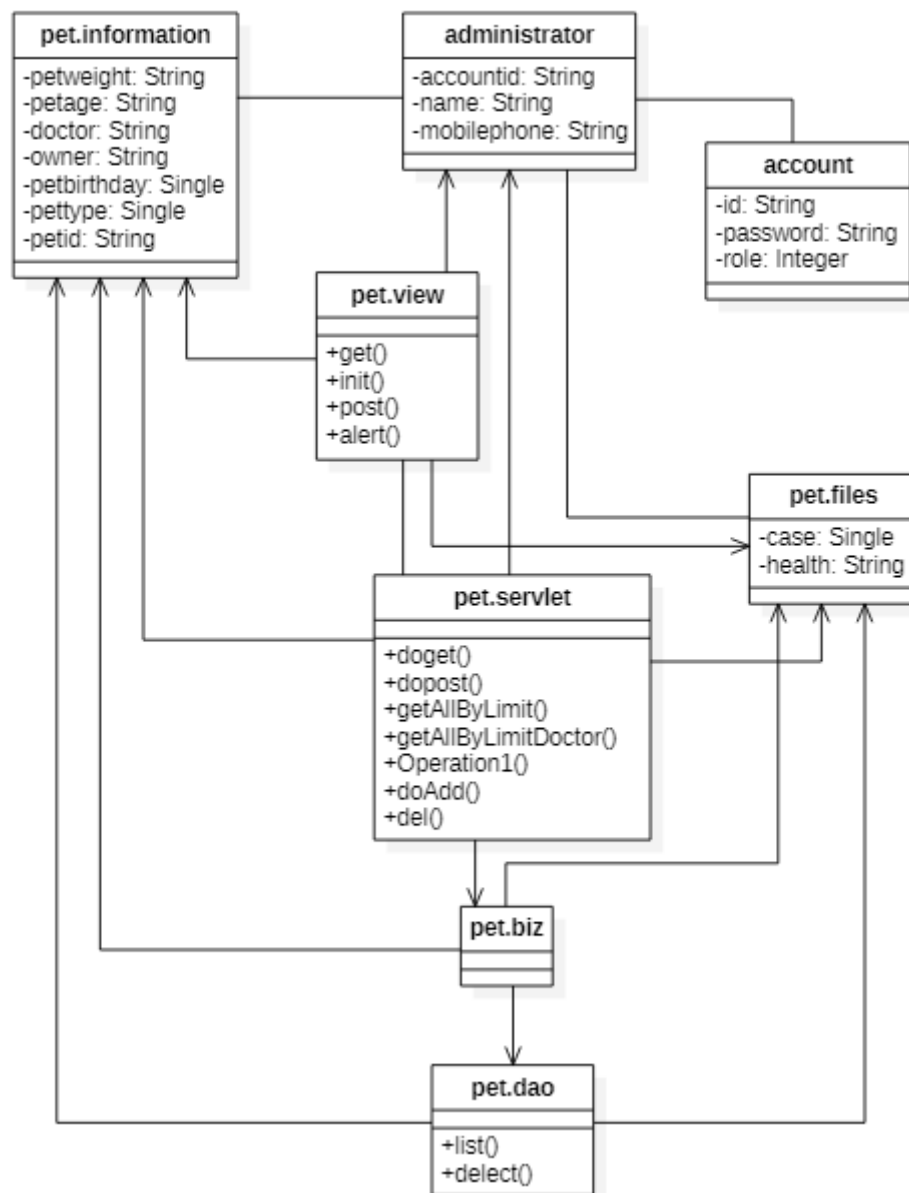 pet.information
-petweight: String
-petage: String
-doctor: String
-owner: String
-petbirthday: Single
-pettype: Single
-petid: String
administrator
-accountid: String
-name: String
-mobilephone: String
account
-id: String
-password: String
-role: Integer
pet.view
+get()
+init()
+post()
+alert()
pet.files
-case: Single
-health: String
pet.servlet
+doget()
+dopost()
+getAllByLimit()
+getAllByLimitDoctor()
+Operation1()
+doAdd()
+del()
pet.biz
pet.dao
+list()
+delect()